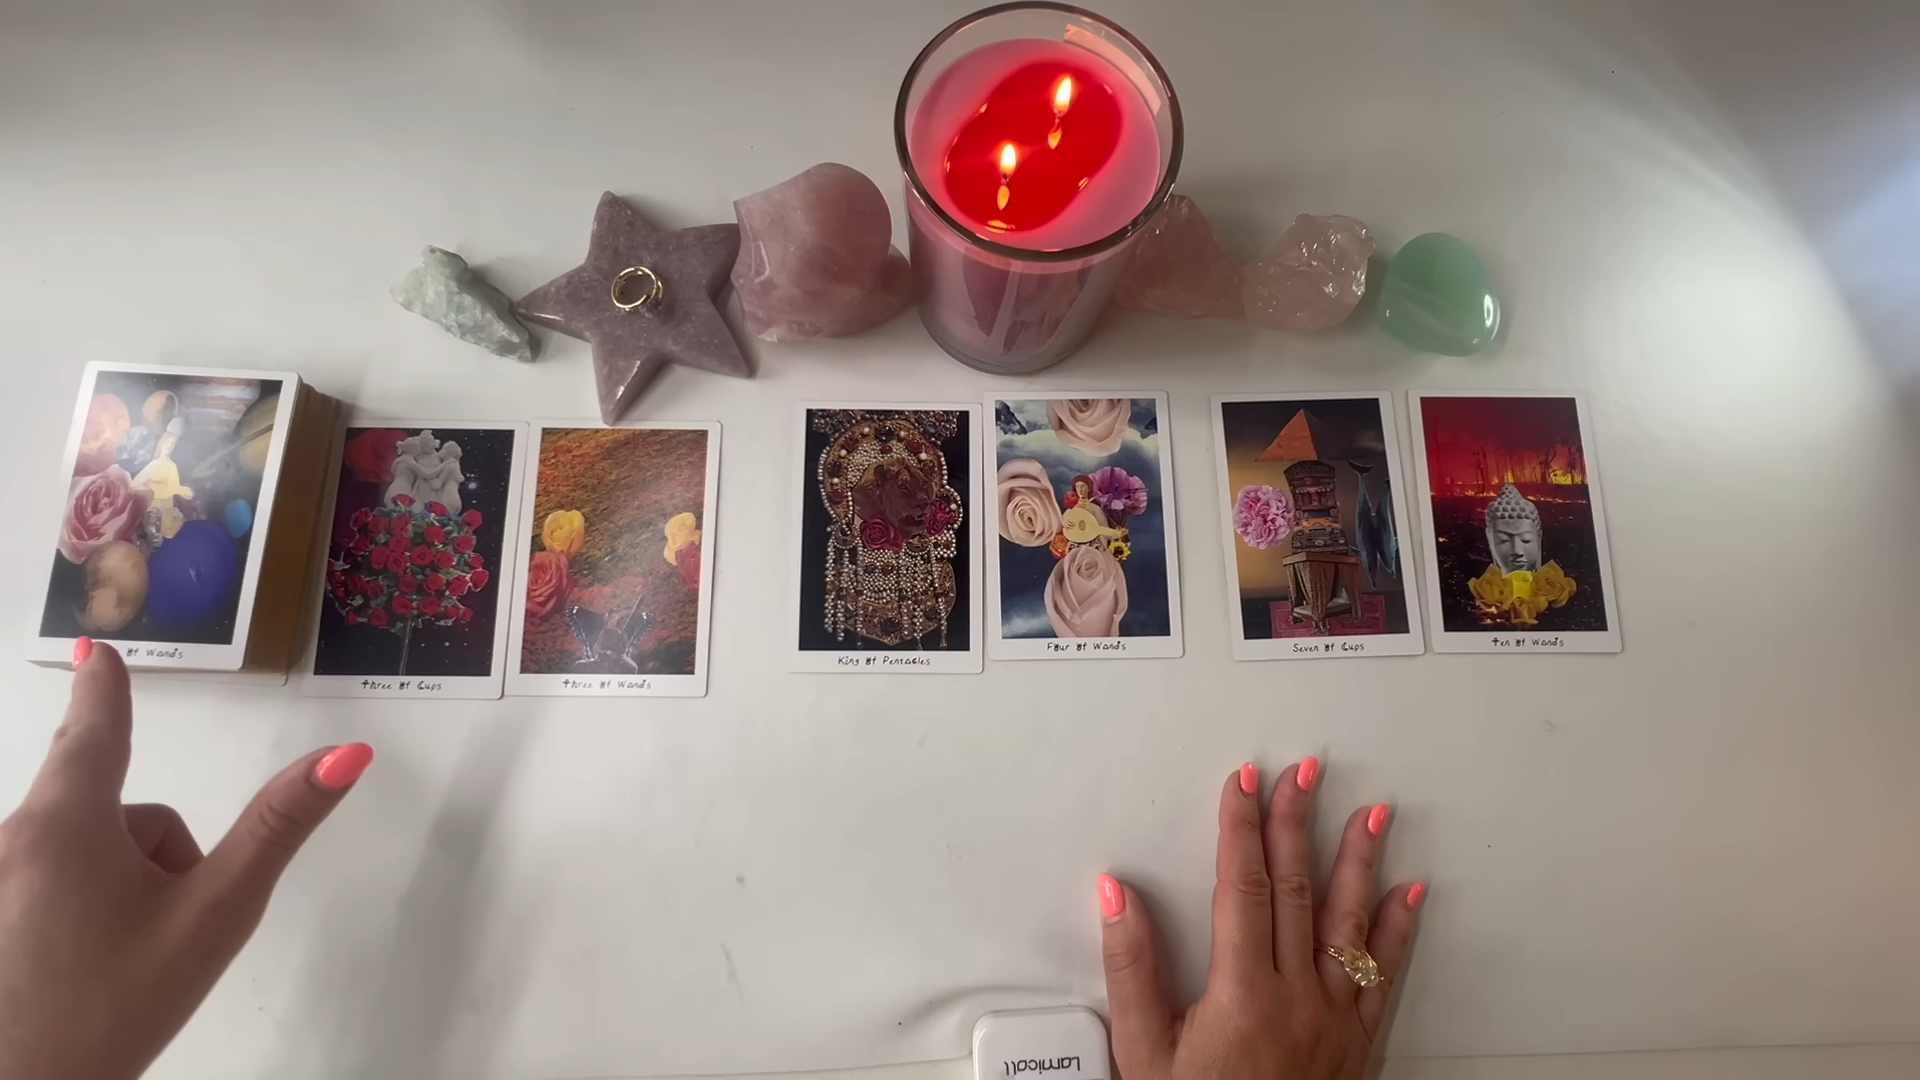 of Wands
Three of Cups
Three of Wands
King of Pentacles
Four of Wands
Seven of Cups
Ten of Wands
Lamicall